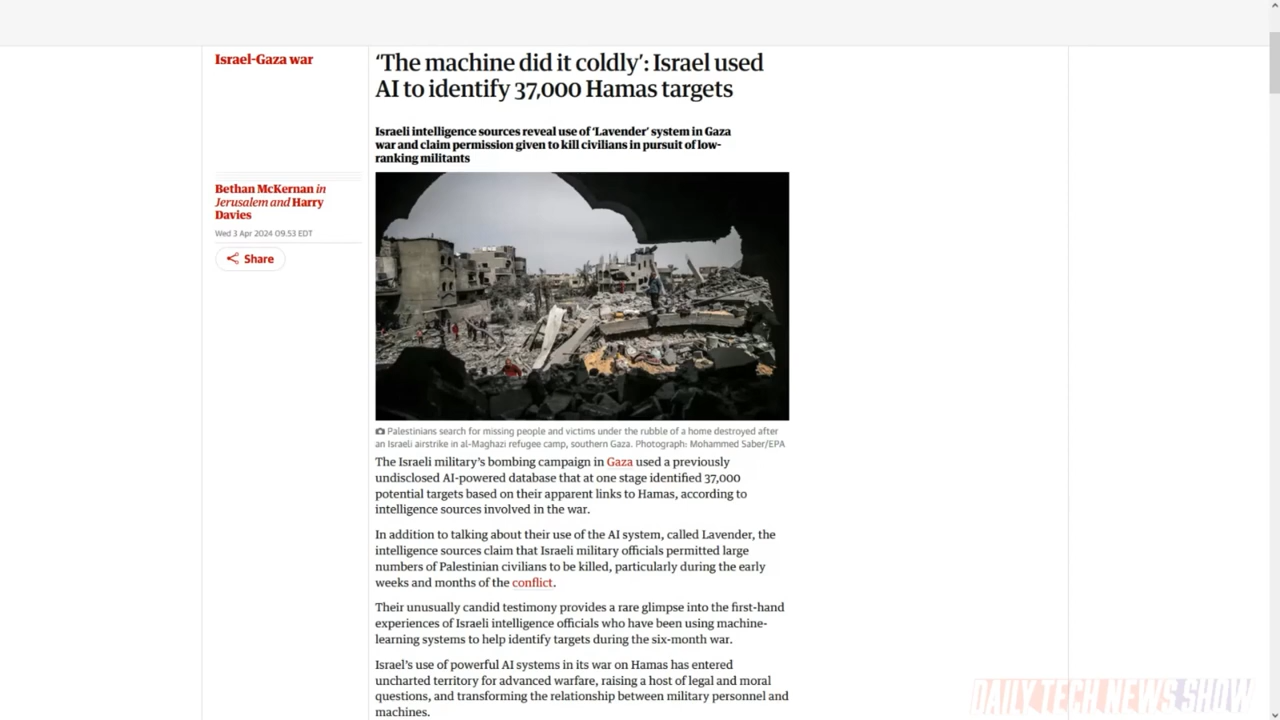 Israel-Gaza war
‘The machine did it coldly’: Israel used
AI to identify 37,000 Hamas targets
Israeli intelligence sources reveal use of ‘Lavender’ system in Gaza
war and claim permission given to kill civilians in pursuit of low-
ranking militants
Bethan McKernan in
Jerusalem and Harry
Davies
Wed 3 Apr 2024 09.53 EDT
Share
Palestinians search for missing people and victims under the rubble of a home destroyed after
an Israeli airstrike in al-Maghazi refugee camp, southern Gaza. Photograph: Mohammed Saber/EPA
The Israeli military’s bombing campaign in Gaza used a previously
undisclosed AI-powered database that at one stage identified 37,000
potential targets based on their apparent links to Hamas, according to
intelligence sources involved in the war.
In addition to talking about their use of the AI system, called Lavender, the
intelligence sources claim that Israeli military officials permitted large
numbers of Palestinian civilians to be killed, particularly during the early
weeks and months of the conflict.
Their unusually candid testimony provides a rare glimpse into the first-hand
experiences of Israeli intelligence officials who have been using machine-
learning systems to help identify targets during the six-month war.
Israel’s use of powerful AI systems in its war on Hamas has entered
uncharted territory for advanced warfare, raising a host of legal and moral
questions, and transforming the relationship between military personnel and
machines.
DAILY TECH NEWS SHOW